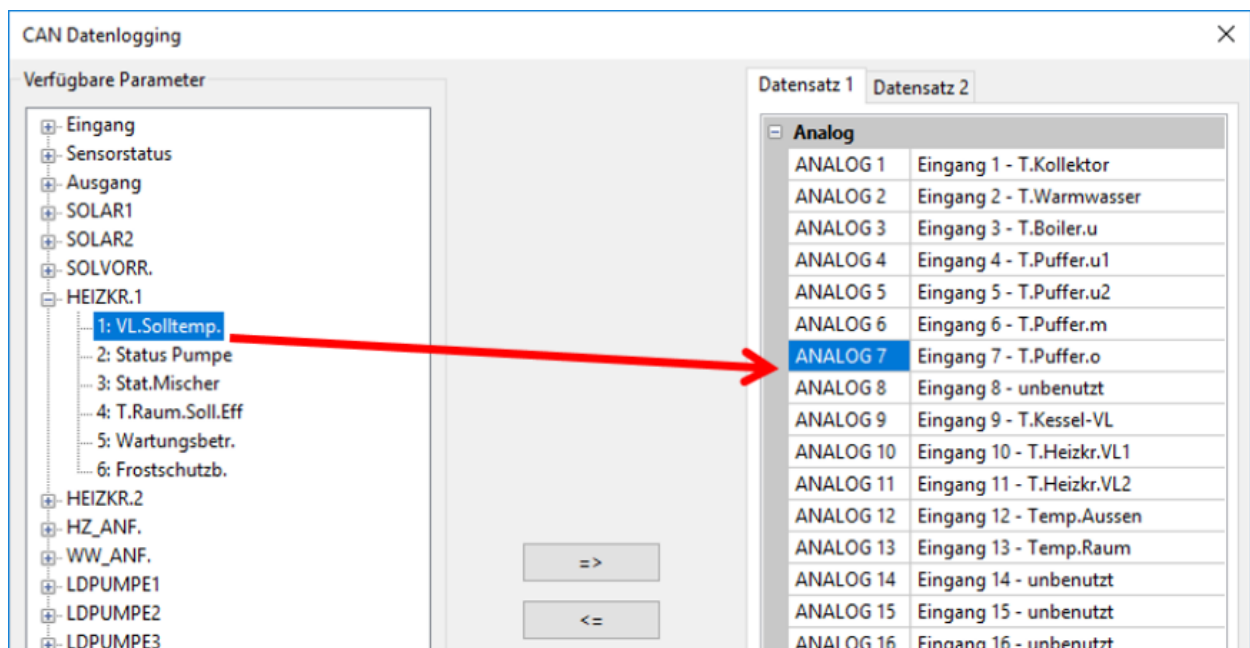 CAN Datenlogging
Verfügbare Parameter
Eingang
Sensorstatus
Ausgang
SOLAR1
SOLAR2
SOLVORR.
HEIZKR.1
1: VL.Solltemp.
2: Status Pumpe
3: Stat.Mischer
4: T.Raum.Soll.Eff
5: Wartungsbetr.
6: Frostschutzb.
HEIZKR.2
HZ_ANF.
WW_ANF.
LDPUMPE1
LDPUMPE2
LDPUMPE3
=>
<=
Datensatz 1 Datensatz 2
Analog
ANALOG 1 Eingang 1 - T.Kollektor
ANALOG 2 Eingang 2 - T.Warmwasser
ANALOG 3 Eingang 3 - T.Boiler.u
ANALOG 4 Eingang 4 - T.Puffer.u1
ANALOG 5 Eingang 5 - T.Puffer.u2
ANALOG 6 Eingang 6 - T.Puffer.m
ANALOG 7 Eingang 7 - T.Puffer.o
ANALOG 8 Eingang 8 - unbenutzt
ANALOG 9 Eingang 9 - T.Kessel-VL
ANALOG 10 Eingang 10 - T.Heizkr.VL1
ANALOG 11 Eingang 11 - T.Heizkr.VL2
ANALOG 12 Eingang 12 - Temp.Aussen
ANALOG 13 Eingang 13 - Temp.Raum
ANALOG 14 Eingang 14 - unbenutzt
ANALOG 15 Eingang 15 - unbenutzt
ANALOG 16 Eingang 16 - unbenutzt